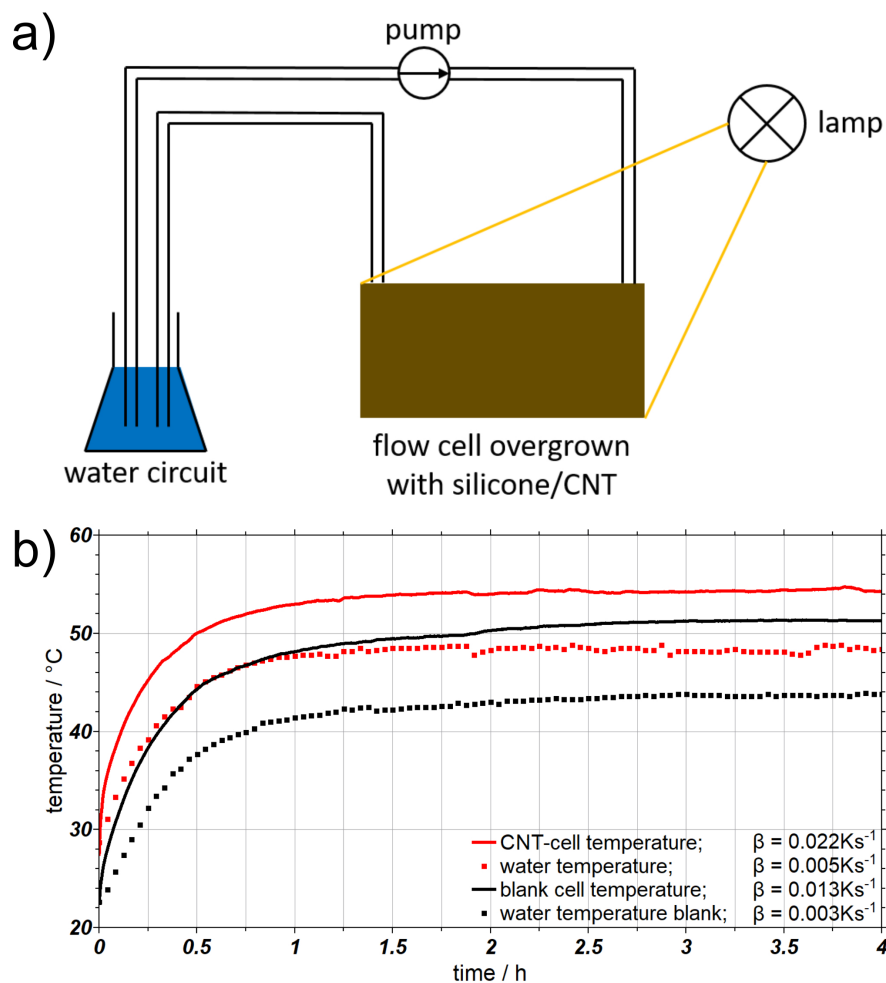 a)
pump
lamp
water circuit
flow cell overgrown
with silicone/CNT
b)
60
50
40
30
20
temperature / °C
CNT-cell temperature; β = 0.022Ks⁻¹
water temperature; β = 0.005Ks⁻¹
blank cell temperature; β = 0.013Ks⁻¹
water temperature blank; β = 0.003Ks⁻¹
0 0.5 1 1.5 2 2.5 3 3.5 4
time / h